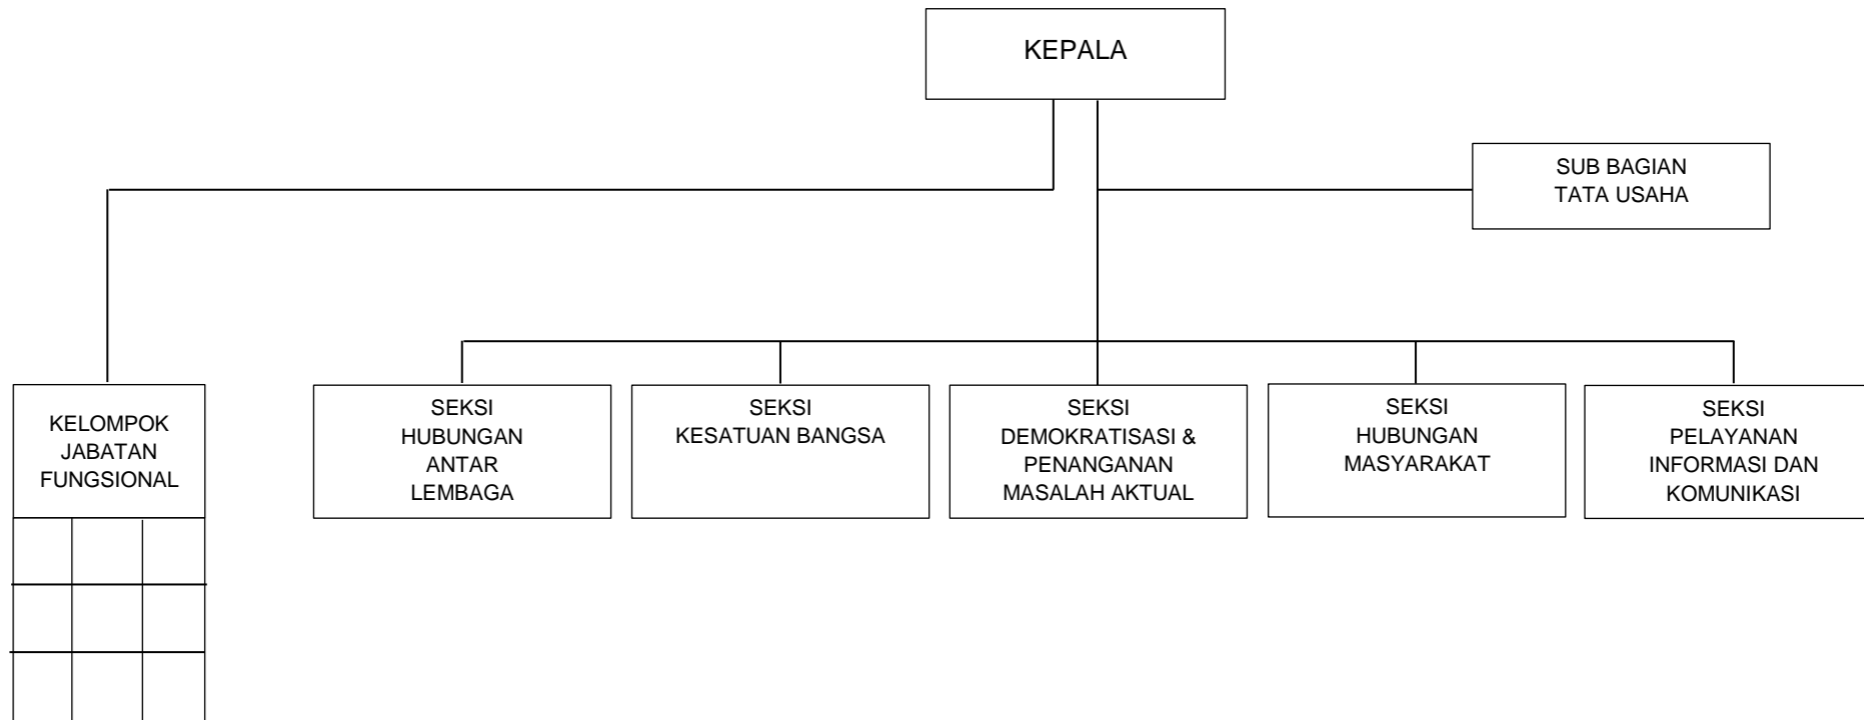 KEPALA
SUB BAGIAN
TATA USAHA
KELOMPOK
JABATAN
FUNGSIONAL
SEKSI
HUBUNGAN
ANTAR
LEMBAGA
SEKSI
KESATUAN BANGSA
SEKSI
DEMOKRATISASI &
PENANGANAN
MASALAH AKTUAL
SEKSI
HUBUNGAN
MASYARAKAT
SEKSI
PELAYANAN
INFORMASI DAN
KOMUNIKASI